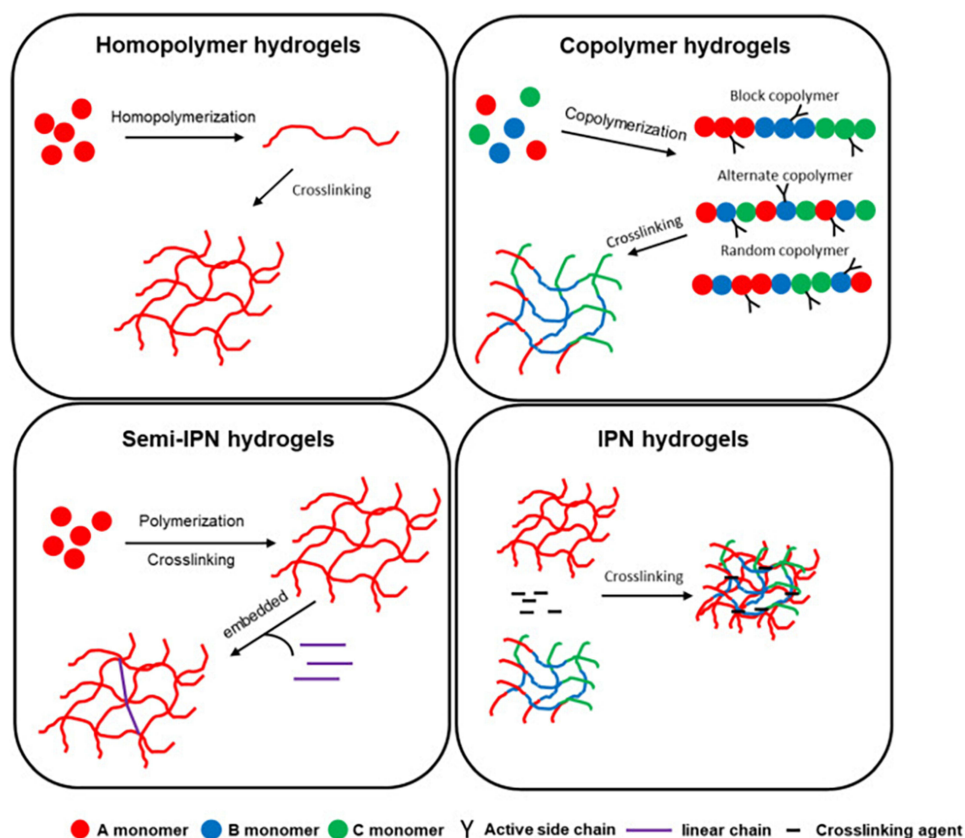 Homopolymer hydrogels
Homopolymerization
Crosslinking
Copolymer hydrogels
Copolymerization
Block copolymer
Alternate copolymer
Crosslinking
Random copolymer
Semi-IPN hydrogels
Polymerization
Crosslinking
embedded
IPN hydrogels
Crosslinking
A monomer B monomer C monomer Active side chain linear chain Crosslinking agent